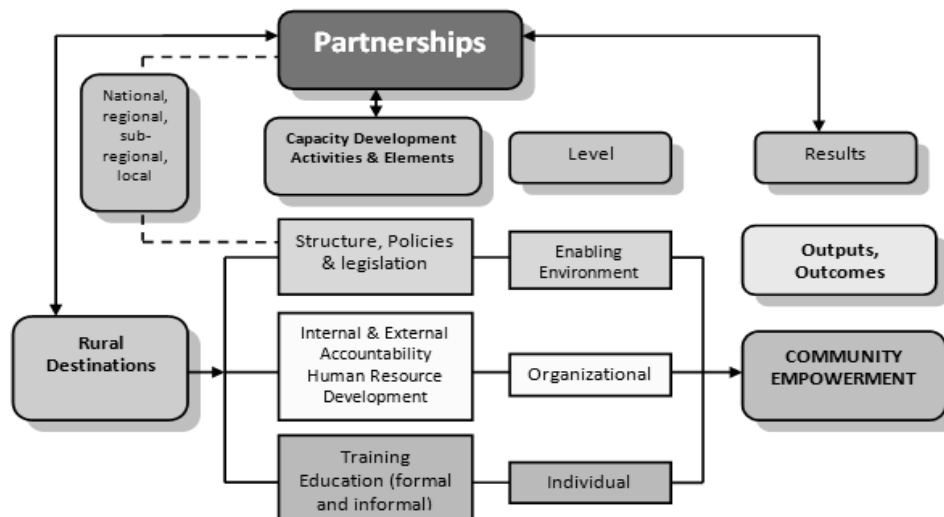 Partnerships
National,
regional,
sub-
regional,
local
Capacity Development
Activities & Elements
Level
Results
Structure, Policies
& legislation
Enabling
Environment
Outputs,
Outcomes
Rural
Destinations
Internal & External
Accountability
Human Resource
Development
Organizational
COMMUNITY
EMPOWERMENT
Training
Education (formal
and informal)
Individual